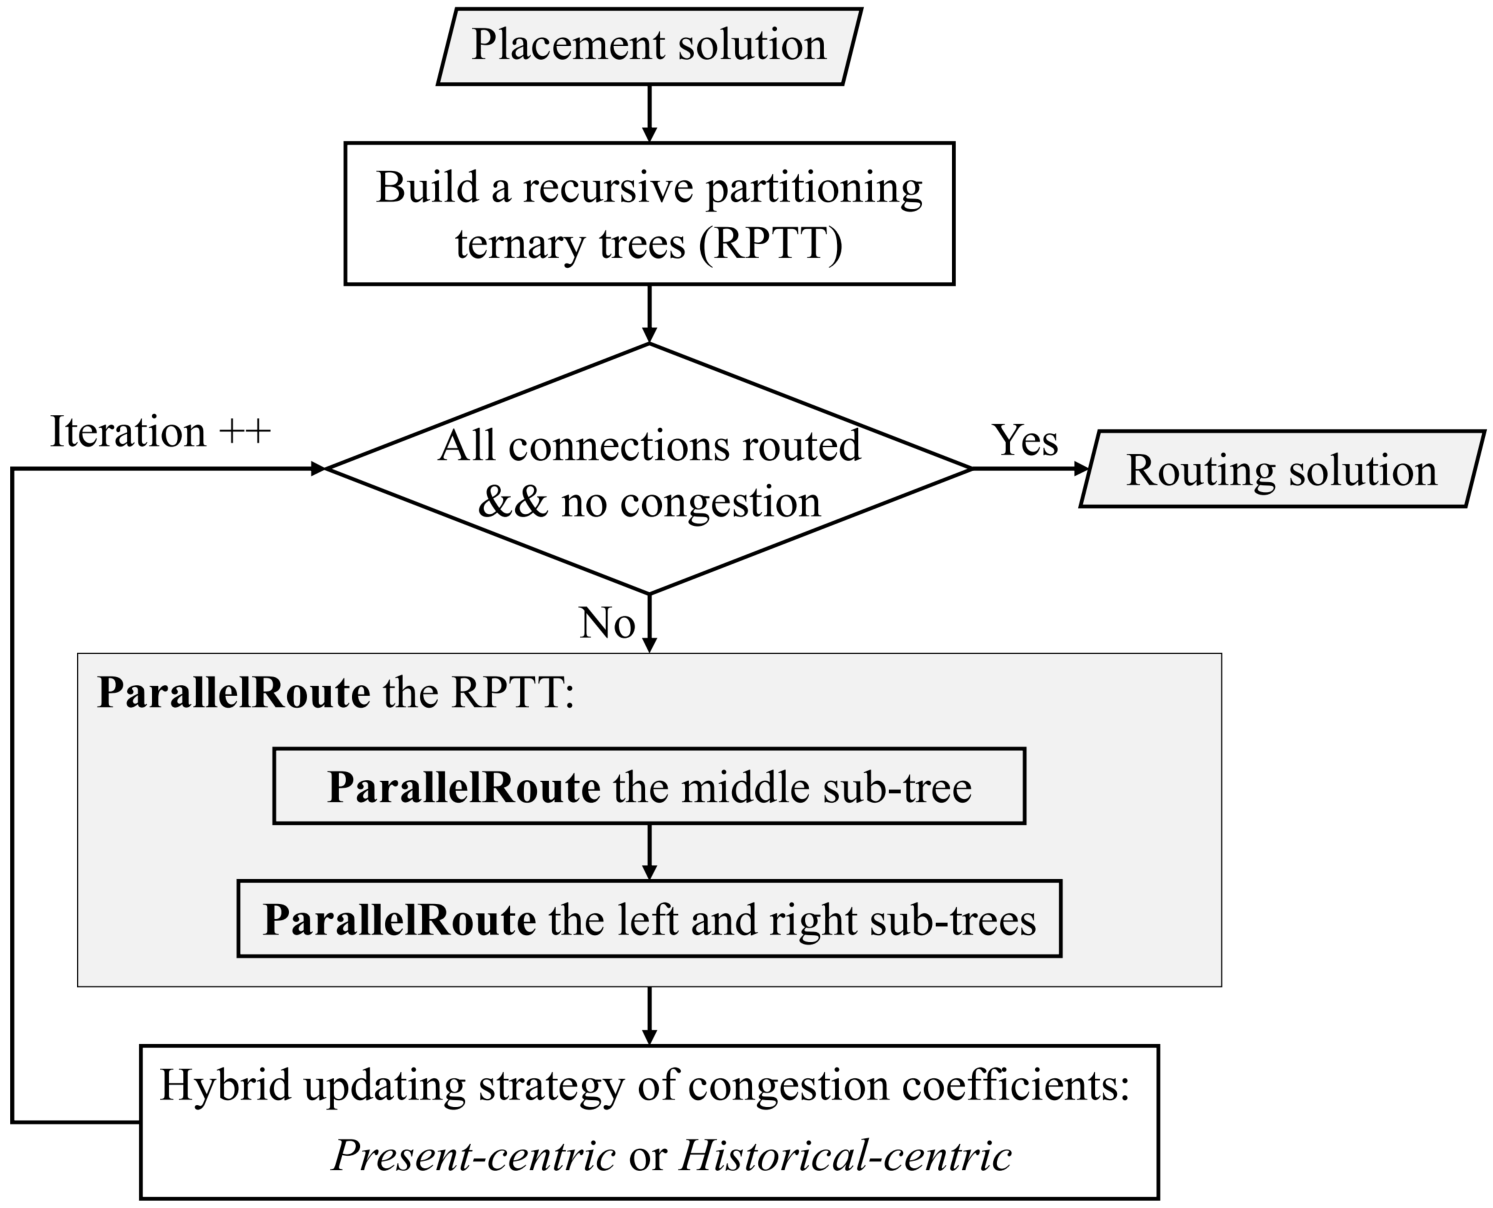 Placement solution
Build a recursive partitioning
ternary trees (RPTT)
Iteration ++
All connections routed
&& no congestion
Yes
Routing solution
No
ParallelRoute the RPTT:
ParallelRoute the middle sub-tree
ParallelRoute the left and right sub-trees
Hybrid updating strategy of congestion coefficients:
Present-centric or Historical-centric